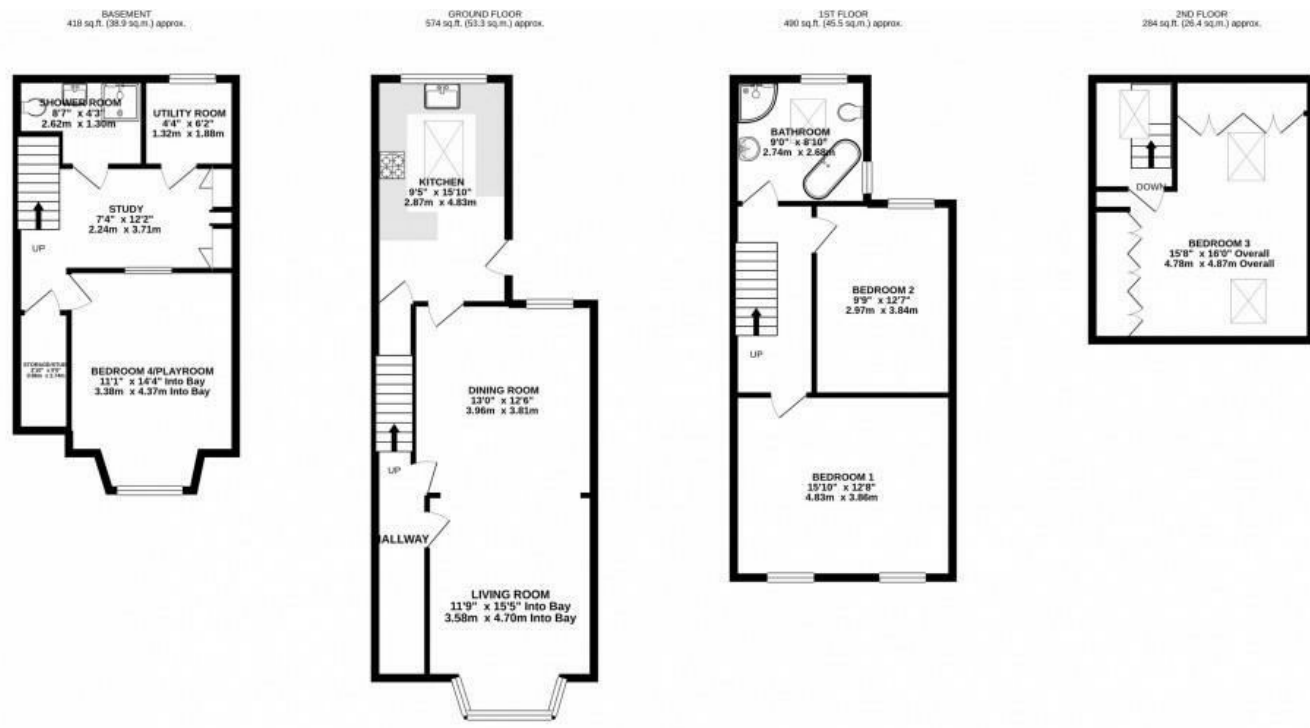 BASEMENT
418 sq.ft. (38.9 sq.m.) approx.
SHOWER ROOM
8'7" x 4'3"
2.62m x 1.30m
UTILITY ROOM
4'4" x 6'2"
1.32m x 1.88m
STUDY
7'4" x 12'2"
2.24m x 3.71m
UP
BEDROOM 4/PLAYROOM
11'1" x 14'4" Into Bay
3.38m x 4.37m Into Bay
GROUND FLOOR
574 sq.ft. (53.3 sq.m.) approx.
KITCHEN
9'5" x 15'10"
2.87m x 4.83m
DINING ROOM
13'0" x 12'6"
3.96m x 3.81m
UP
HALLWAY
LIVING ROOM
11'9" x 15'5" Into Bay
3.58m x 4.70m Into Bay
1ST FLOOR
490 sq.ft. (45.5 sq.m.) approx.
BATHROOM
9'0" x 8'10"
2.74m x 2.68m
BEDROOM 2
9'9" x 12'7"
2.97m x 3.84m
UP
BEDROOM 1
15'10" x 12'8"
4.83m x 3.86m
2ND FLOOR
284 sq.ft. (26.4 sq.m.) approx.
DOWN
BEDROOM 3
15'8" x 16'0" Overall
4.78m x 4.87m Overall